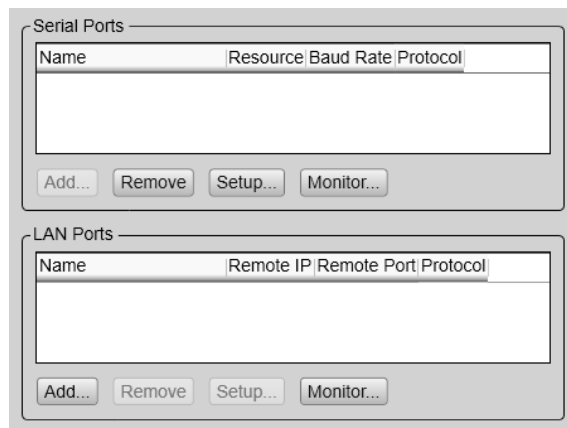 Serial Ports
Name Resource Baud Rate Protocol
Add... Remove Setup... Monitor...
LAN Ports
Name Remote IP Remote Port Protocol
Add... Remove Setup... Monitor...